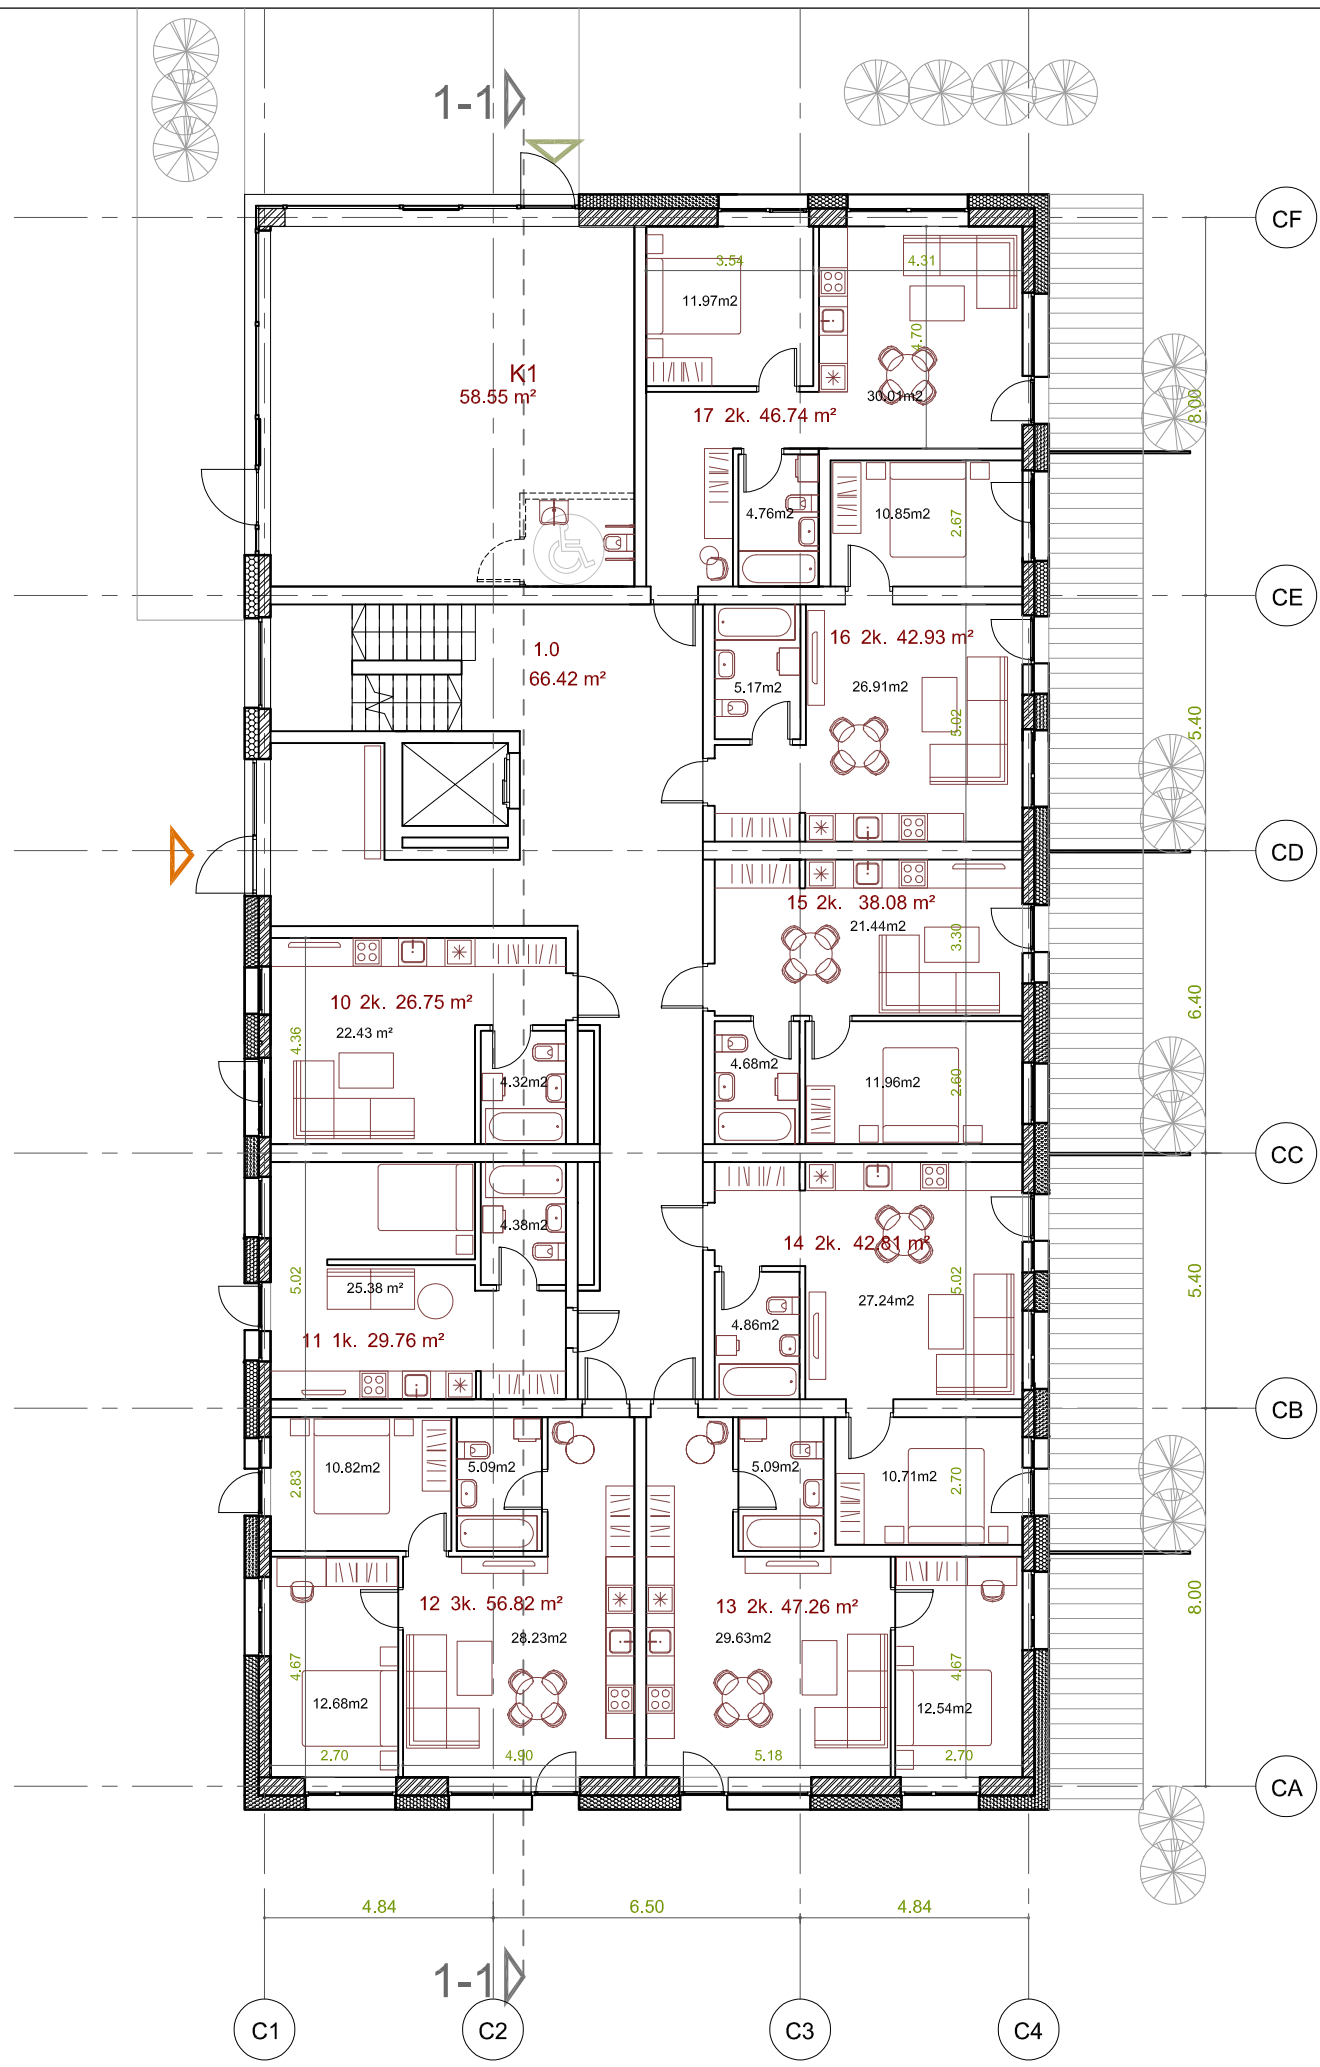 1-1
CF
3.54
4.31
11.97m2
4.70
K1
58.55 m²
30.01m2
8.00
17 2k. 46.74 m²
4.76m2
10.85m2
2.67
CE
1.0
66.42 m²
16 2k. 42.93 m²
5.17m2
26.91m2
5.02
5.40
CD
15 2k. 38.08 m²
21.44m2
3.30
10 2k. 26.75 m²
22.43 m²
4.36
6.40
4.32m2
4.68m2
11.96m2
2.60
CC
4.38m2
14 2k. 42.81 m²
25.38 m²
5.02
27.24m2
5.02
5.40
4.86m2
11 1k. 29.76 m²
CB
10.82m2
2.83
5.09m2
5.09m2
10.71m2
2.70
12 3k. 56.82 m²
13 2k. 47.26 m²
8.00
28.23m2
29.63m2
4.67
4.67
12.68m2
12.54m2
2.70
4.90
5.18
2.70
CA
4.84
6.50
4.84
1-1
C1
C2
C3
C4